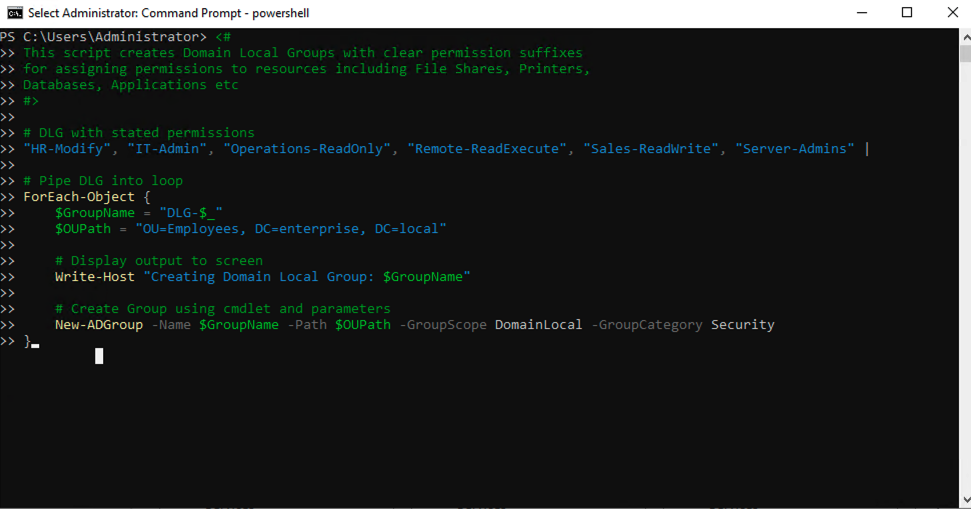 Select Administrator: Command Prompt - powershell
PS C:\Users\Administrator> <#
>> This script creates Domain Local Groups with clear permission suffixes
>> for assigning permissions to resources including File Shares, Printers,
>> Databases, Applications etc
>> #>
>>
>> # DLG with stated permissions
>> "HR-Modify", "IT-Admin", "Operations-ReadOnly", "Remote-ReadExecute", "Sales-ReadWrite", "Server-Admins" |
>>
>> # Pipe DLG into loop
>> ForEach-Object {
>>     $GroupName = "DLG-$_"
>>     $OUPath = "OU=Employees, DC=enterprise, DC=local"
>>
>>     # Display output to screen
>>     Write-Host "Creating Domain Local Group: $GroupName"
>>
>>     # Create Group using cmdlet and parameters
>>     New-ADGroup -Name $GroupName -Path $OUPath -GroupScope DomainLocal -GroupCategory Security
>> }